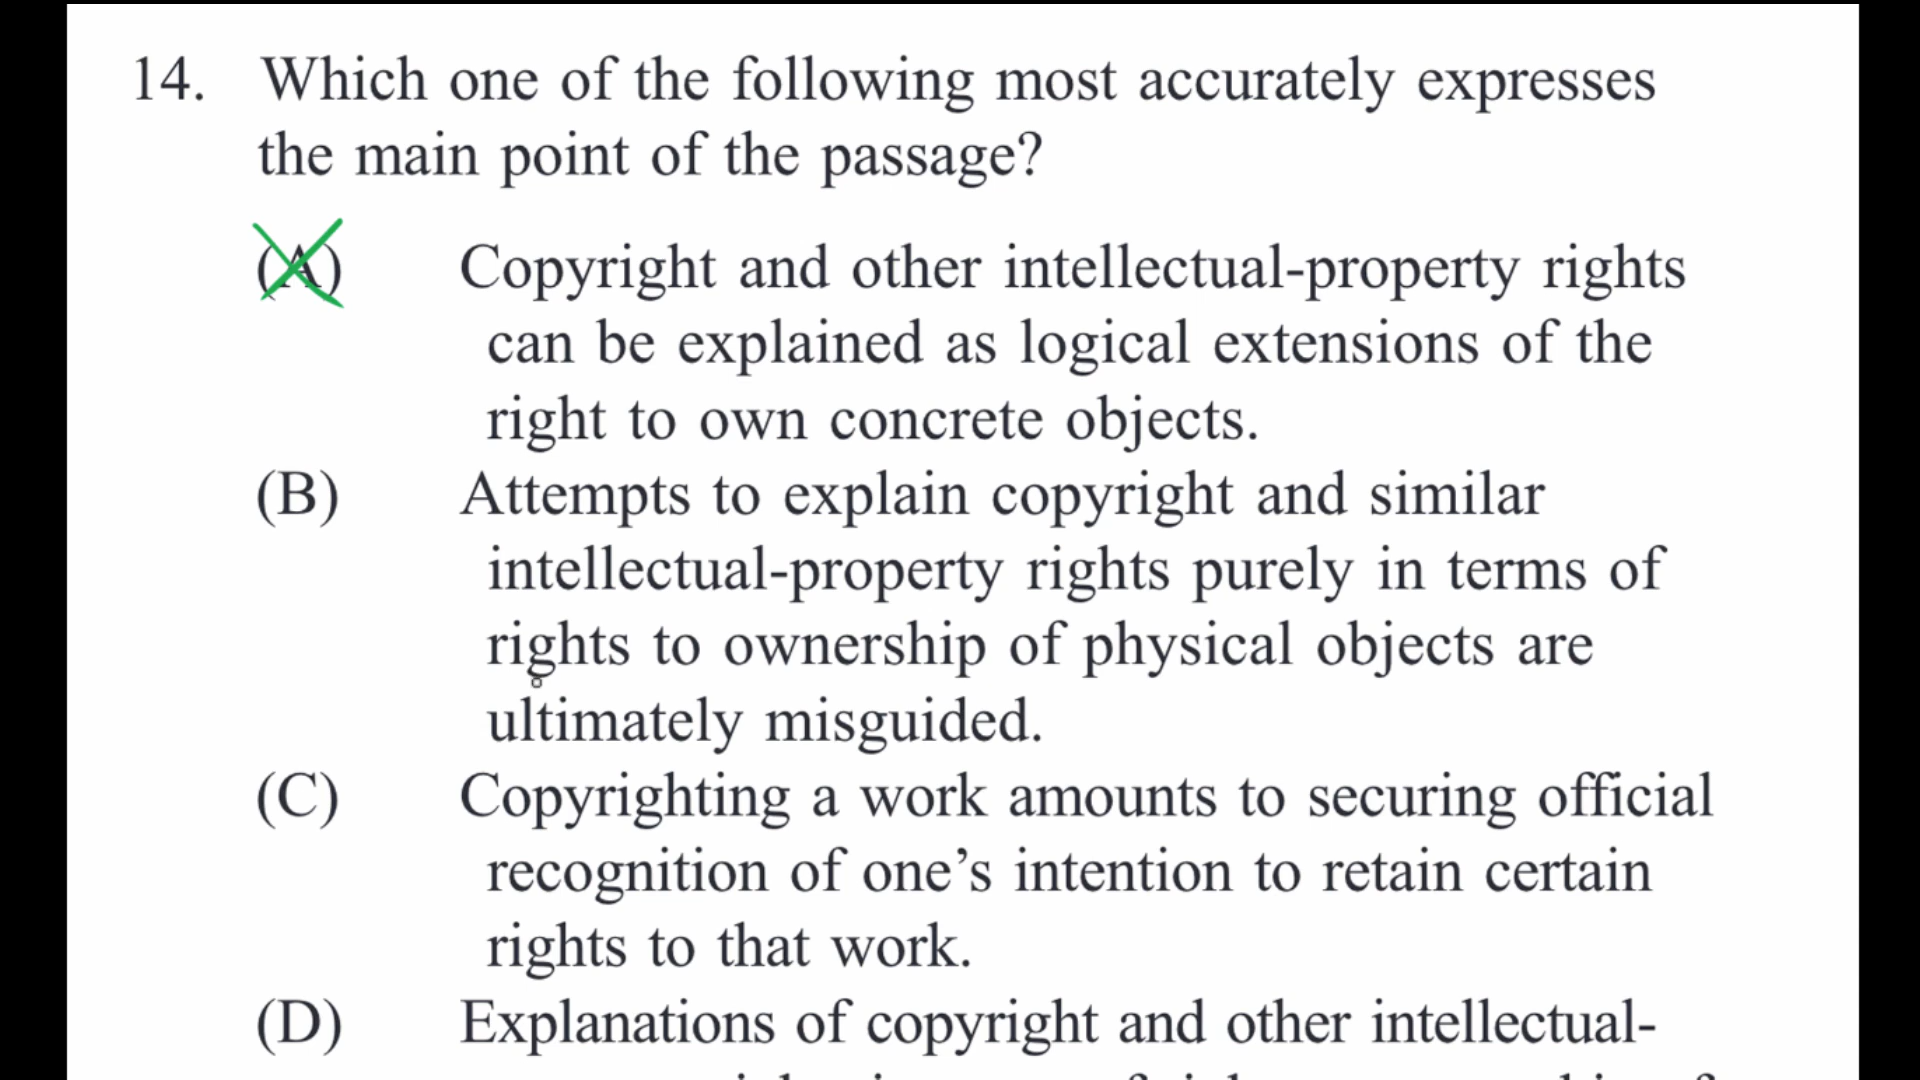 14. Which one of the following most accurately expresses
the main point of the passage?
(A) Copyright and other intellectual-property rights
can be explained as logical extensions of the
right to own concrete objects.
(B) Attempts to explain copyright and similar
intellectual-property rights purely in terms of
rights to ownership of physical objects are
ultimately misguided.
(C) Copyrighting a work amounts to securing official
recognition of one’s intention to retain certain
rights to that work.
(D) Explanations of copyright and other intellectual-